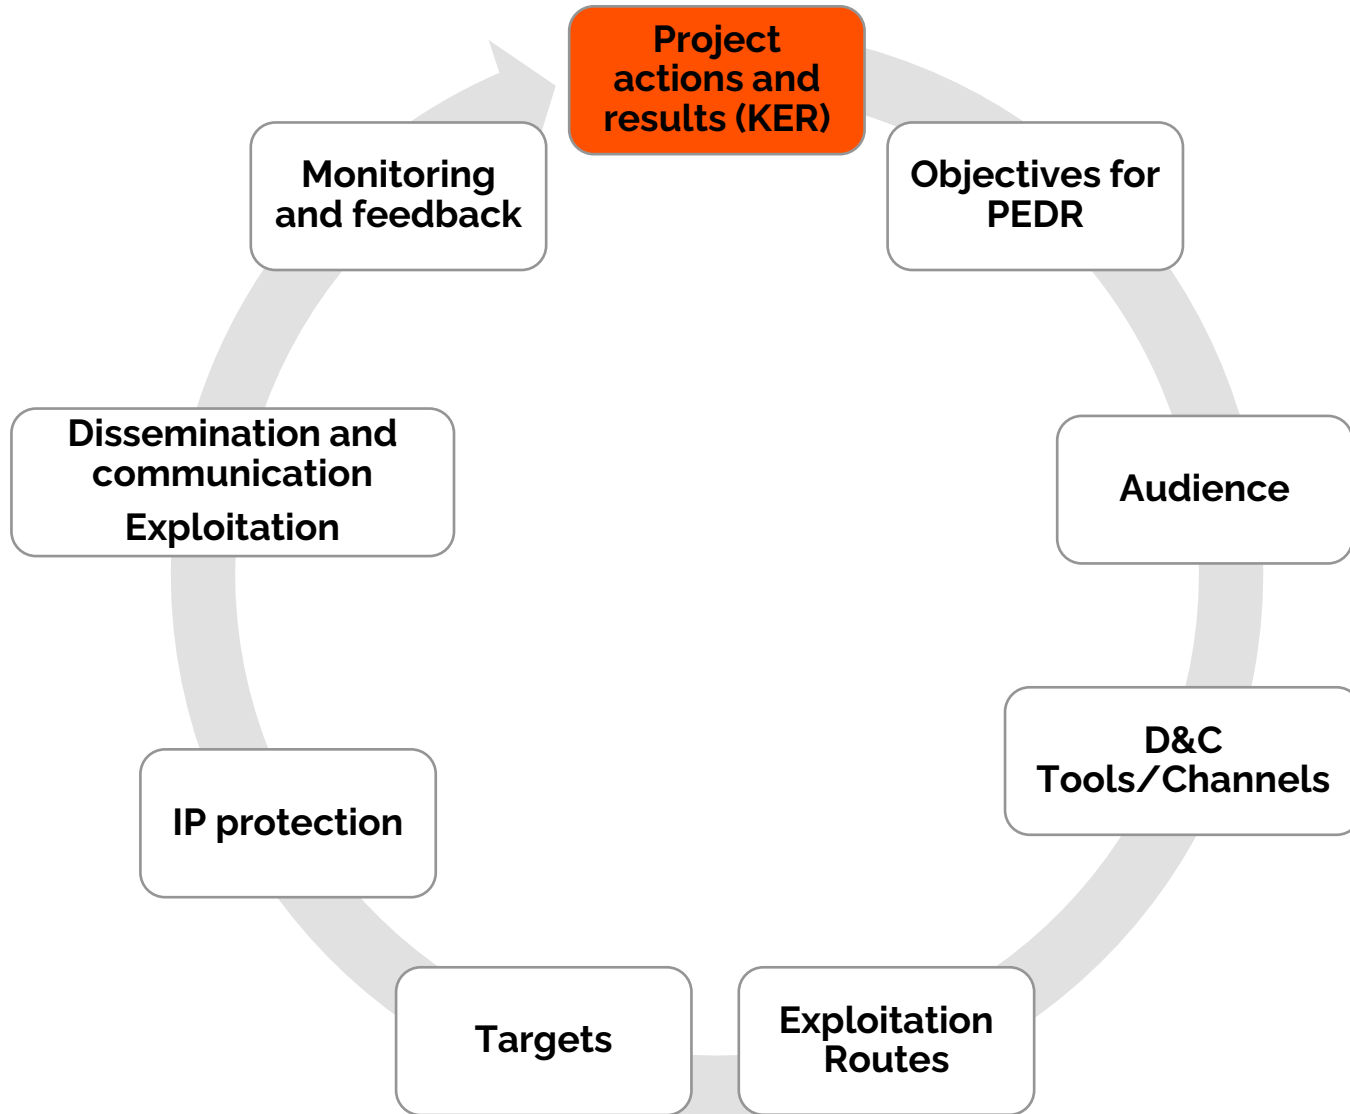 Project
actions and
results (KER)
Objectives for
PEDR
Audience
D&C
Tools/Channels
Exploitation
Routes
Targets
IP protection
Dissemination and
communication
Exploitation
Monitoring
and feedback